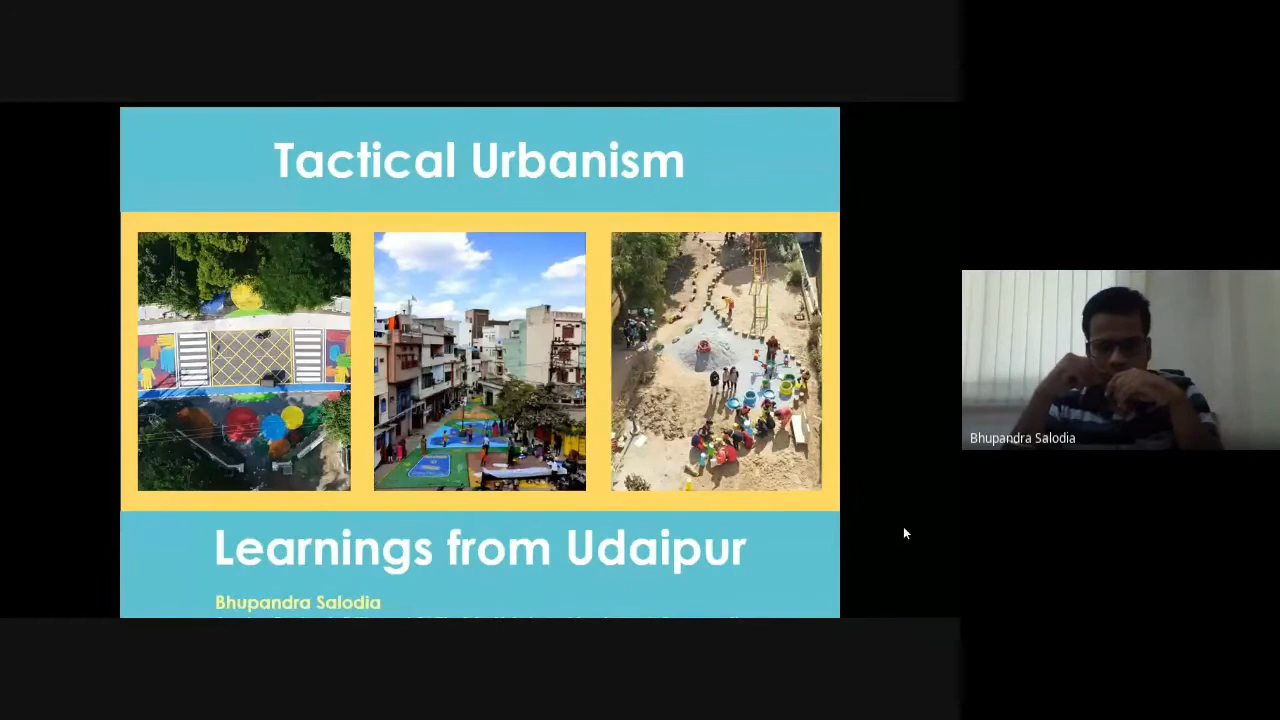 Tactical Urbanism
Learnings from Udaipur
Bhupandra Salodia
Bhupandra Salodia